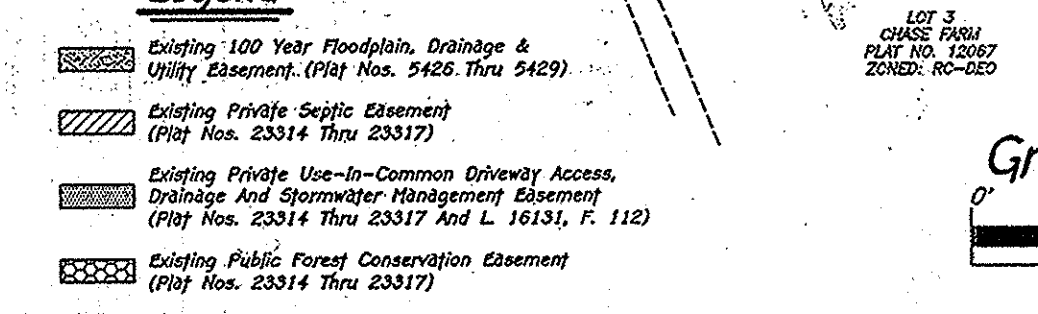 Legend
Existing 100 Year Floodplain, Drainage &
Utility Easement (Plat Nos. 5426 Thru 5429)
Existing Private Septic Easement
(Plat Nos. 23314 Thru 23317)
Existing Private Use-In-Common Driveway Access,
Drainage And Stormwater Management Easement
(Plat Nos. 23314 Thru 23317 And L. 16131, F. 112)
Existing Public Forest Conservation Easement
(Plat Nos. 23314 Thru 23317)
LOT 3
CHASE FARM
PLAT NO. 12067
ZONED: RC-DEO
Gr
0'